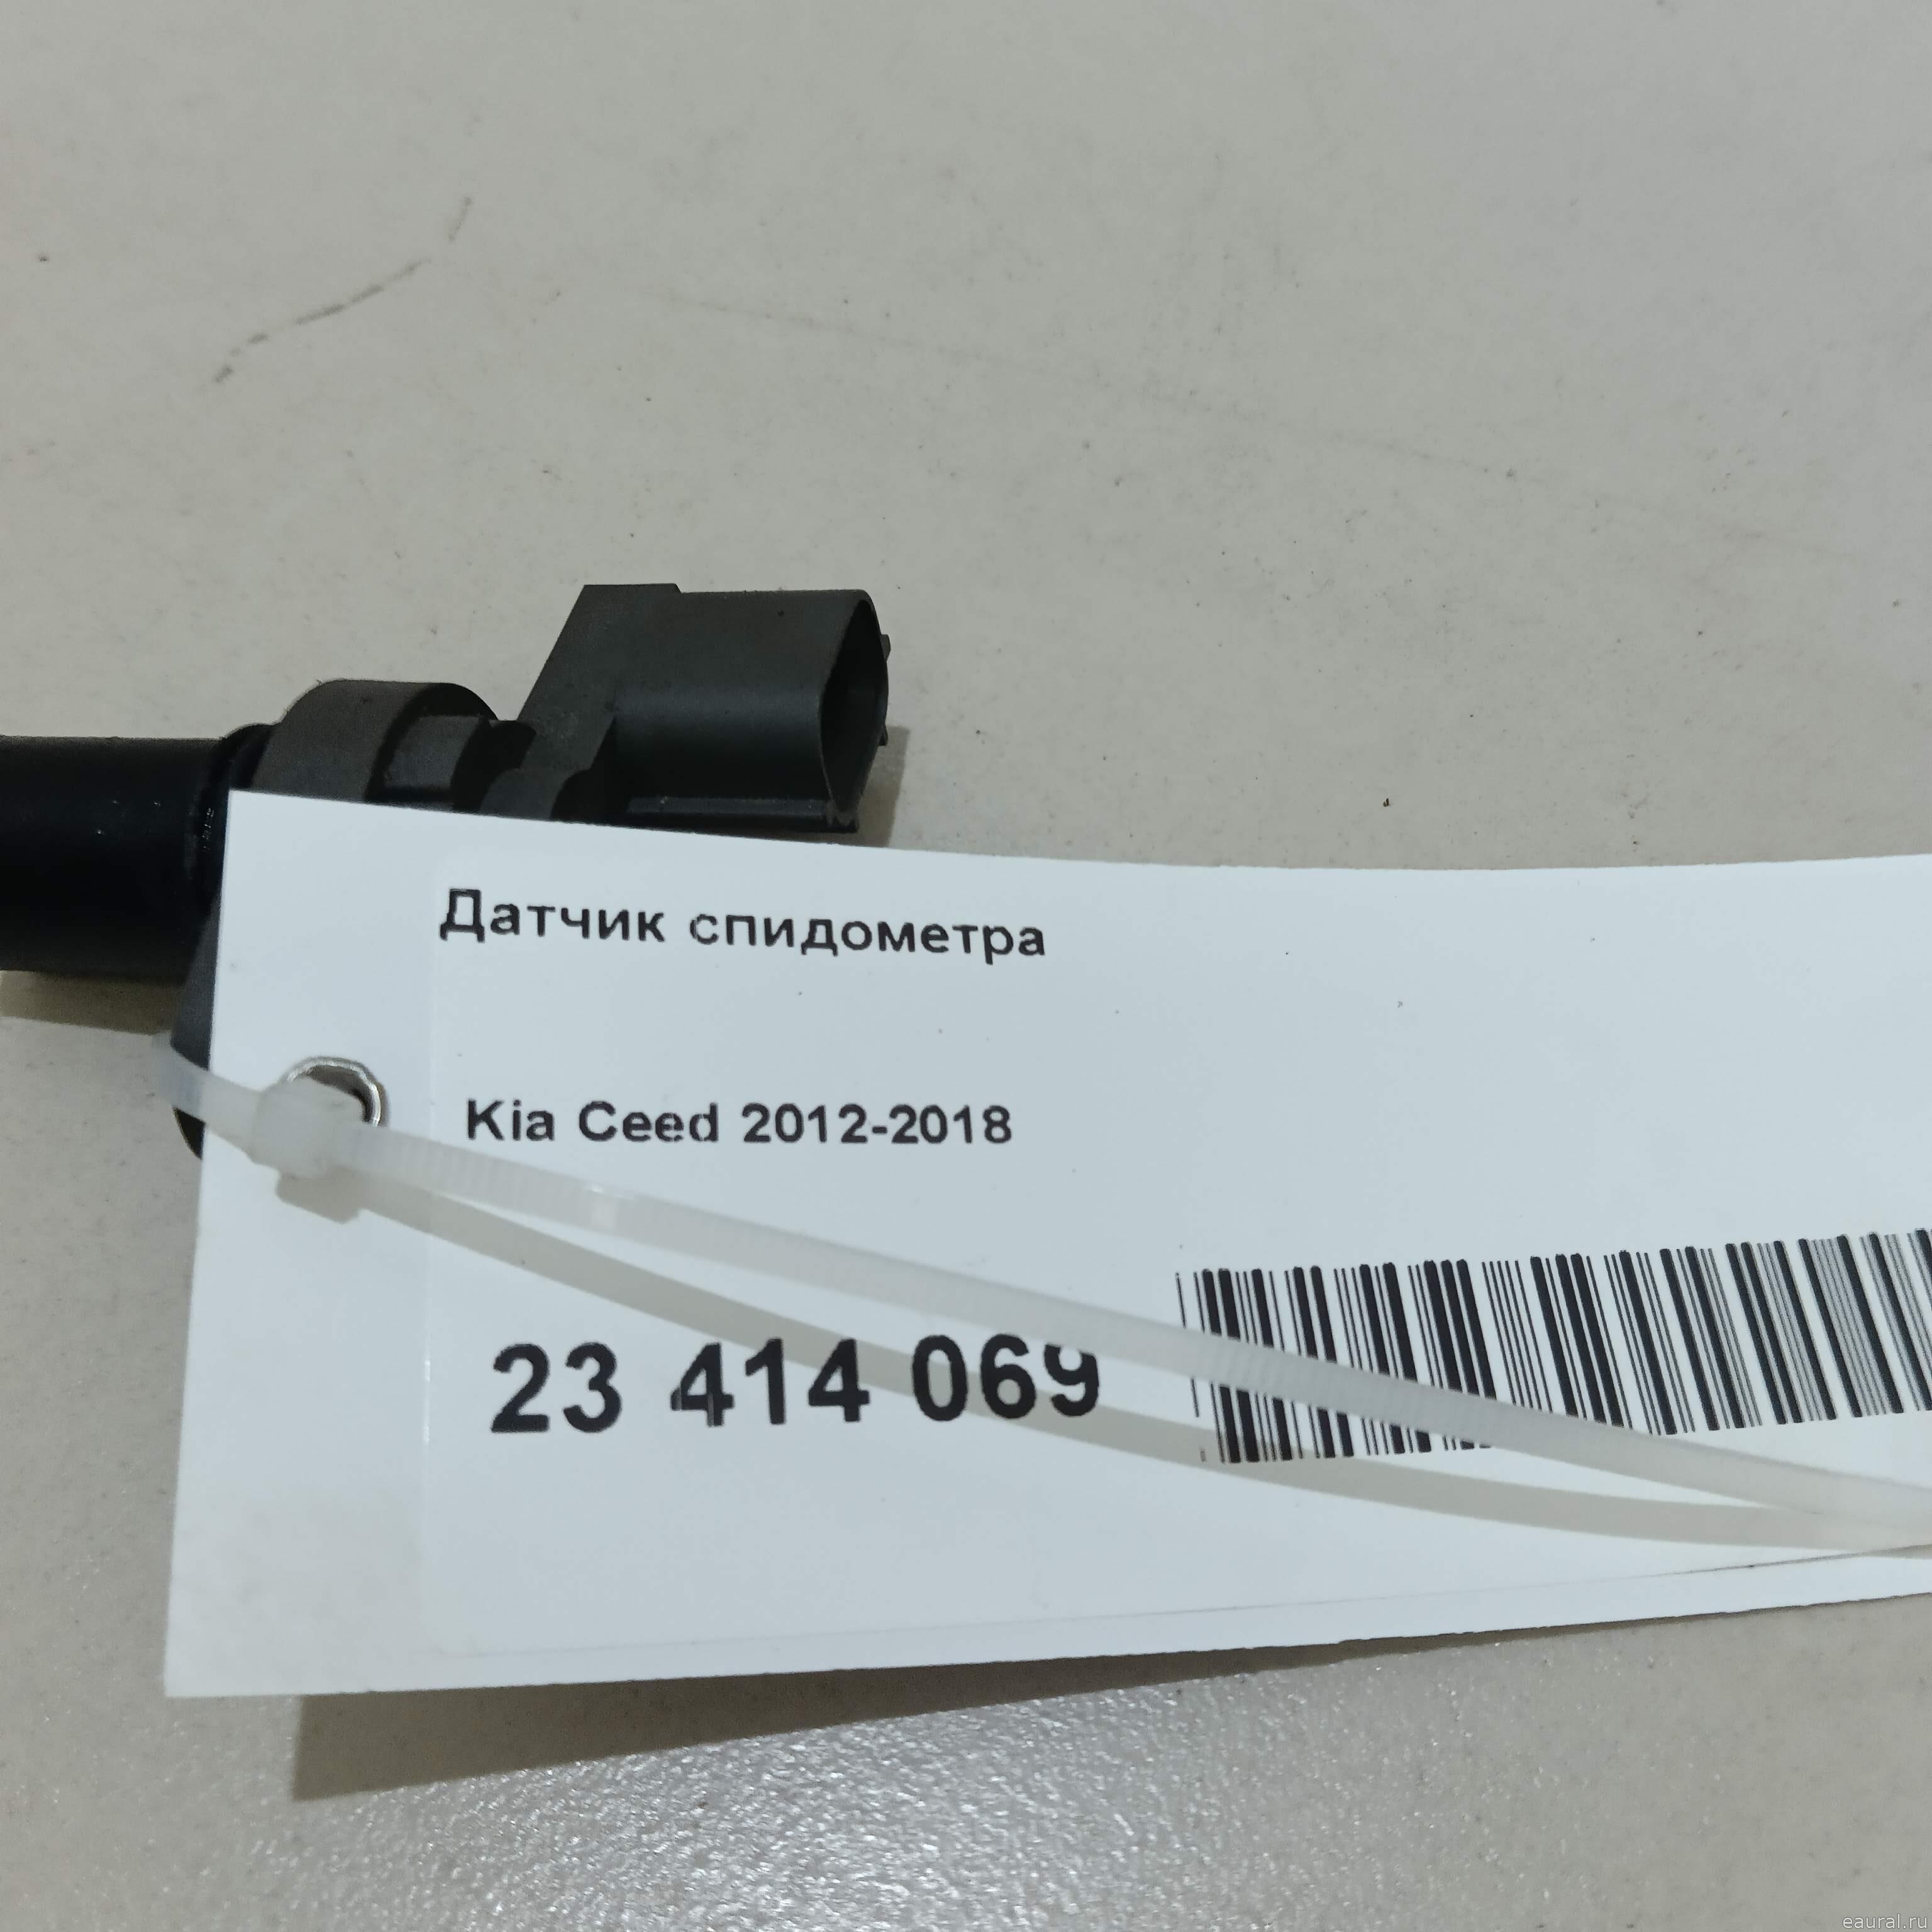 Датчик спидометра
Kia Ceed 2012-2018
23 414 069
eaural.ru